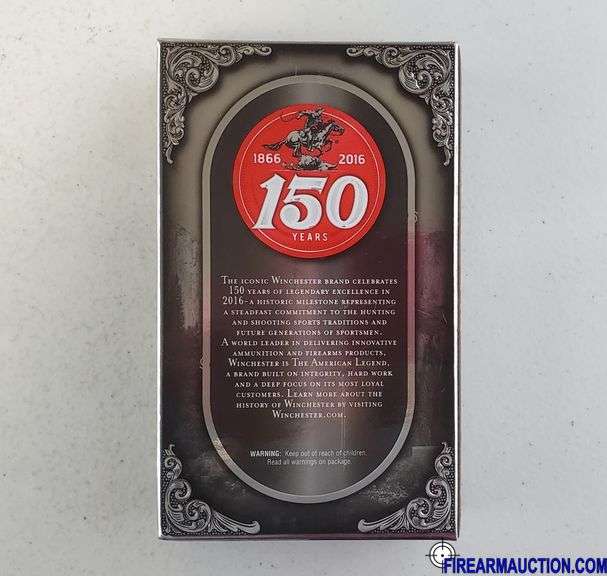 1866 2016
150
YEARS
THE ICONIC WINCHESTER BRAND CELEBRATES
150 YEARS OF LEGENDARY EXCELLENCE IN
2016–A HISTORIC MILESTONE REPRESENTING
A STEADFAST COMMITMENT TO THE HUNTING
AND SHOOTING SPORTS TRADITIONS AND
FUTURE GENERATIONS OF SPORTSMEN.
A WORLD LEADER IN DELIVERING INNOVATIVE
AMMUNITION AND FIREARMS PRODUCTS,
WINCHESTER IS THE AMERICAN LEGEND,
A BRAND BUILT ON INTEGRITY, HARD WORK
AND A DEEP FOCUS ON ITS MOST LOYAL
CUSTOMERS. LEARN MORE ABOUT THE
HISTORY OF WINCHESTER BY VISITING
WINCHESTER.COM.
WARNING: Keep out of reach of children.
Read all warnings on package.
FIREARMAUCTION.COM